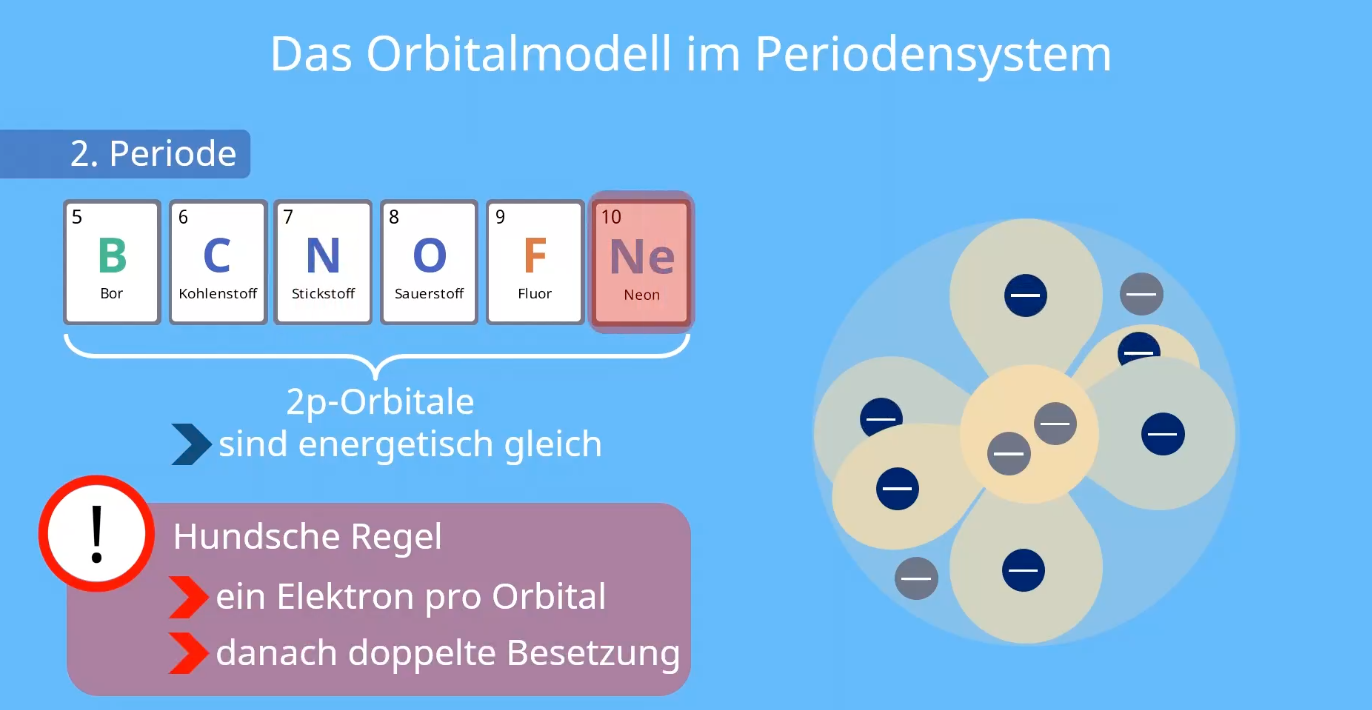 Das Orbitalmodell im Periodensystem
2. Periode
5
B
Bor
6
C
Kohlenstoff
7
N
Stickstoff
8
O
Sauerstoff
9
F
Fluor
10
Ne
Neon
2p-Orbitale
sind energetisch gleich
!
Hundsche Regel
ein Elektron pro Orbital
danach doppelte Besetzung